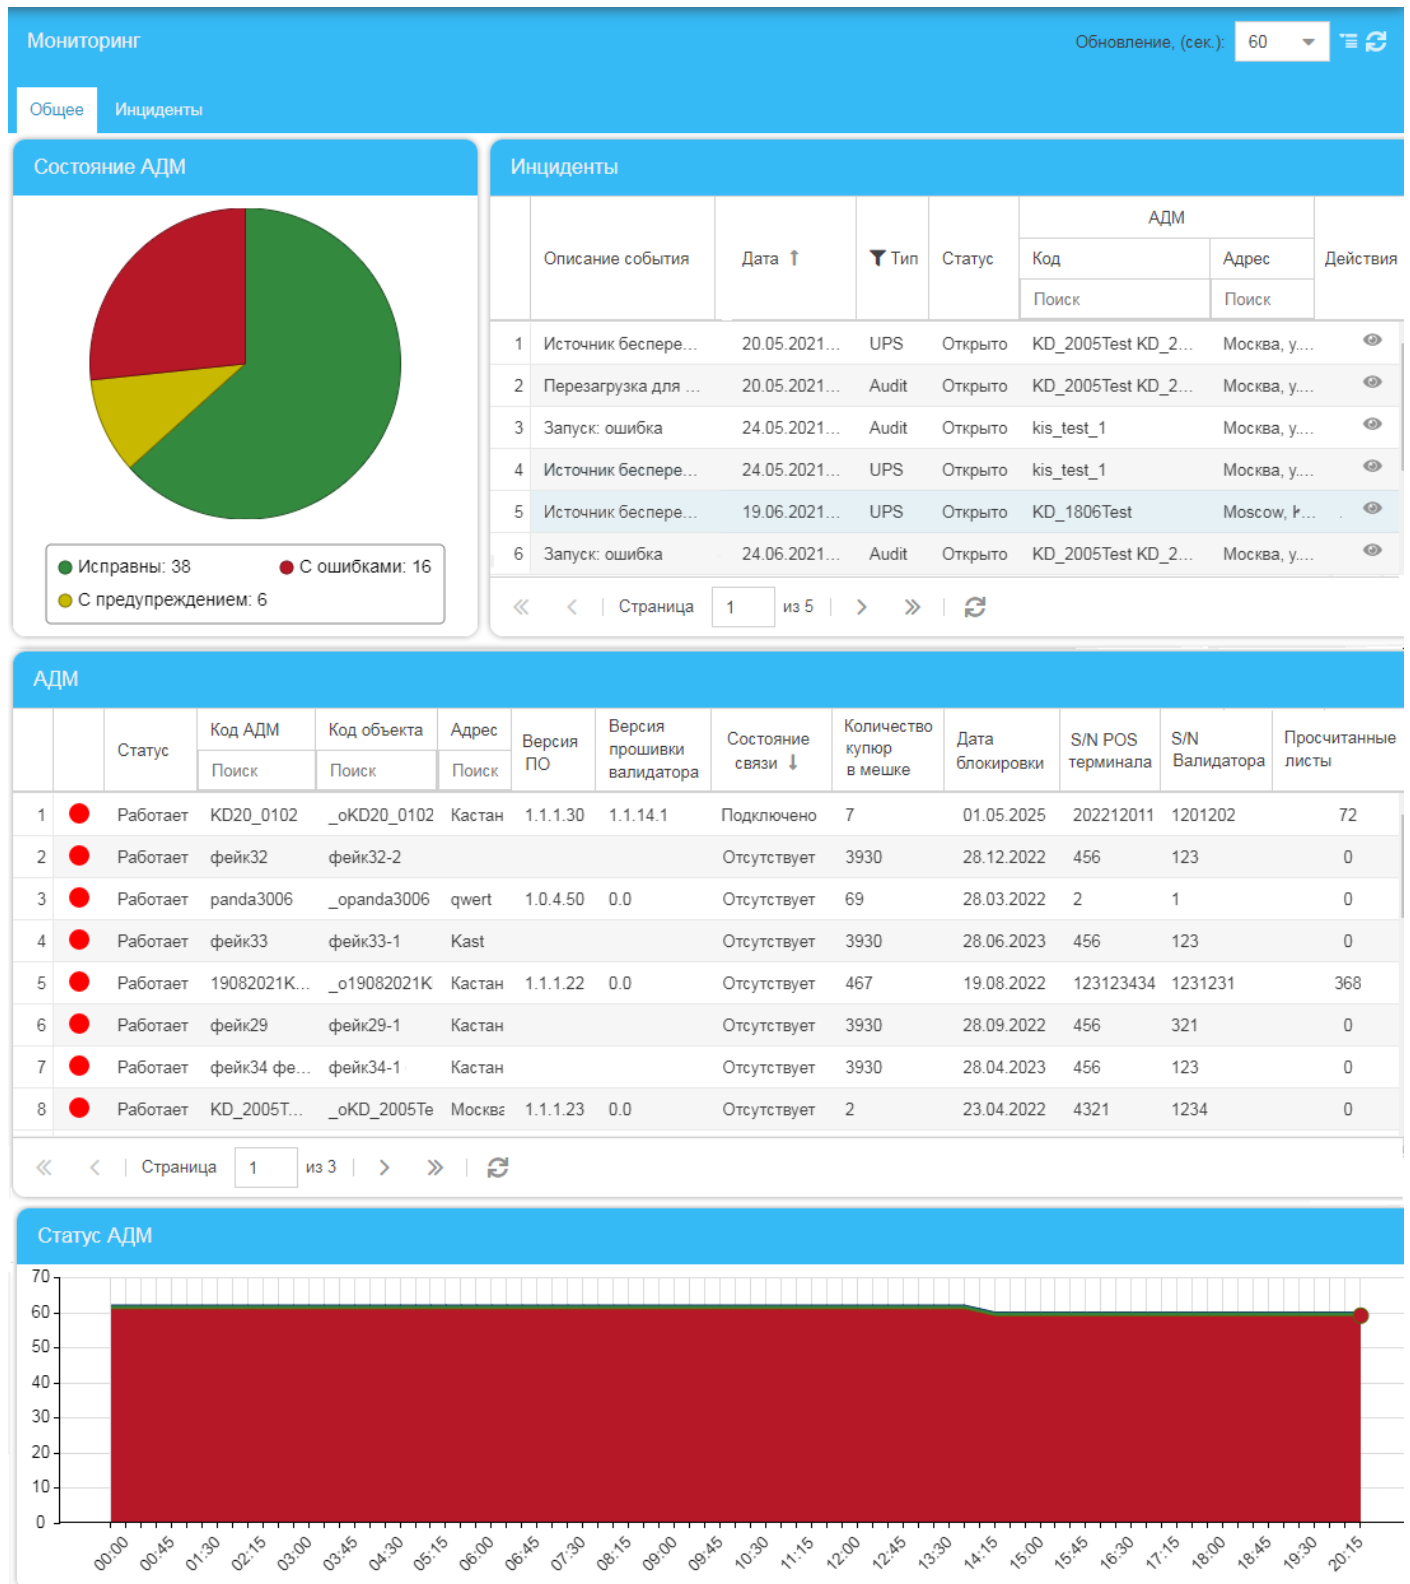 Мониторинг
Обновление, (сек.): 60
Общее Инциденты
Состояние АДМ
Исправны: 38 С ошибками: 16
С предупреждением: 6
Инциденты
АДМ
Описание события Дата Тип Статус Код Адрес Действия
Поиск Поиск
1 Источник беспере... 20.05.2021... UPS Открыто KD_2005Test KD_2... Москва, у....
2 Перезагрузка для ... 20.05.2021... Audit Открыто KD_2005Test KD_2... Москва, у....
3 Запуск: ошибка 24.05.2021... Audit Открыто kis_test_1 Москва, у....
4 Источник беспере... 24.05.2021... UPS Открыто kis_test_1 Москва, у....
5 Источник беспере... 19.06.2021... UPS Открыто KD_1806Test Moscow,
6 Запуск: ошибка 24.06.2021... Audit Открыто KD_2005Test KD_2... Москва, у....
Страница 1 из 5
АДМ
Статус Код АДМ Код объекта Адрес Версия ПО Версия прошивки валидатора Состояние связи Количество купюр в мешке Дата блокировки S/N POS терминала S/N Валидатора Просчитанные листы
Поиск Поиск Поиск
1 Работает KD20_0102 _oKD20_0102 Кастан 1.1.1.30 1.1.14.1 Подключено 7 01.05.2025 202212011 1201202 72
2 Работает фейк32 фейк32-2 Отсутствует 3930 28.12.2022 456 123 0
3 Работает panda3006 _opanda3006 qwert 1.0.4.50 0.0 Отсутствует 69 28.03.2022 2 1 0
4 Работает фейк33 фейк33-1 Kast Отсутствует 3930 28.06.2023 456 123 0
5 Работает 19082021K... _o19082021K Кастан 1.1.1.22 0.0 Отсутствует 467 19.08.2022 123123434 1231231 368
6 Работает фейк29 фейк29-1 Кастан Отсутствует 3930 28.09.2022 456 321 0
7 Работает фейк34 фе... фейк34-1 Кастан Отсутствует 3930 28.04.2023 456 123 0
8 Работает KD_2005T... _oKD_2005Te Москва 1.1.1.23 0.0 Отсутствует 2 23.04.2022 4321 1234 0
Страница 1 из 3
Статус АДМ
70
60
50
40
30
20
10
0
00:00 00:45 01:30 02:15 03:00 03:45 04:30 05:15 06:00 06:45 07:30 08:15 09:00 09:45 10:30 11:15 12:00 12:45 13:30 14:15 15:00 15:45 16:30 17:15 18:00 18:45 19:30 20:15